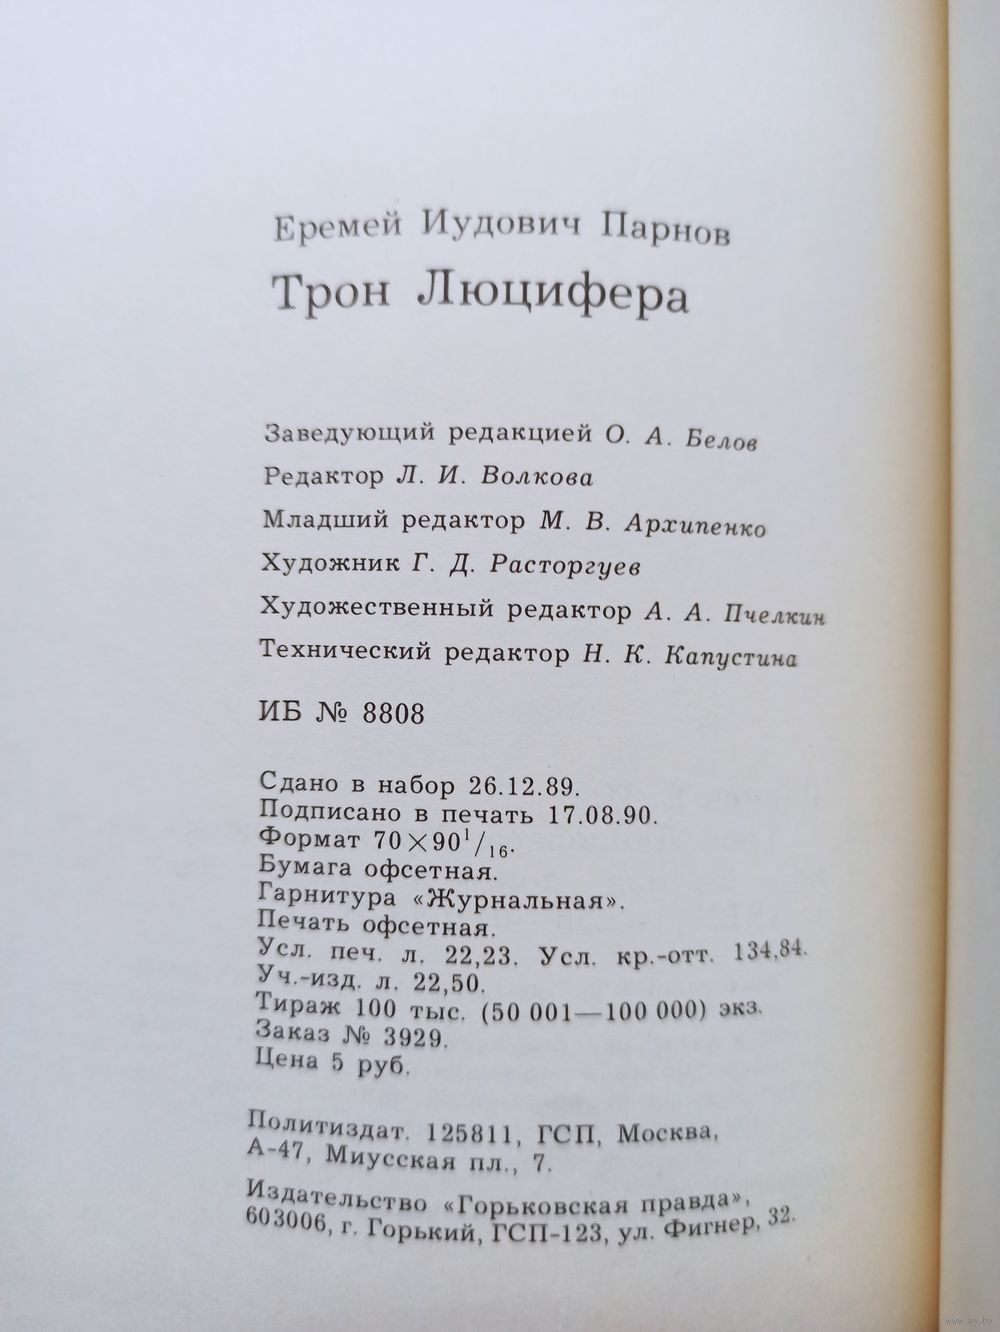 Еремей Иудович Парнов
Трон Люцифера
Заведующий редакцией О. А. Белов
Редактор Л. И. Волкова
Младший редактор М. В. Архипенко
Художник Г. Д. Расторгуев
Художественный редактор А. А. Пчелкин
Технический редактор Н. К. Капустина
ИБ № 8808
Сдано в набор 26.12.89.
Подписано в печать 17.08.90.
Формат 70×90¹/₁₆.
Бумага офсетная.
Гарнитура «Журнальная».
Печать офсетная.
Усл. печ. л. 22,23. Усл. кр.-отт. 134,84.
Уч.-изд. л. 22,50.
Тираж 100 тыс. (50 001—100 000) экз.
Заказ № 3929.
Цена 5 руб.
Политиздат. 125811, ГСП, Москва,
А-47, Миусская пл., 7.
Издательство «Горьковская правда»,
603006, г. Горький, ГСП-123, ул. Фигнер, 32.
www.ay.by